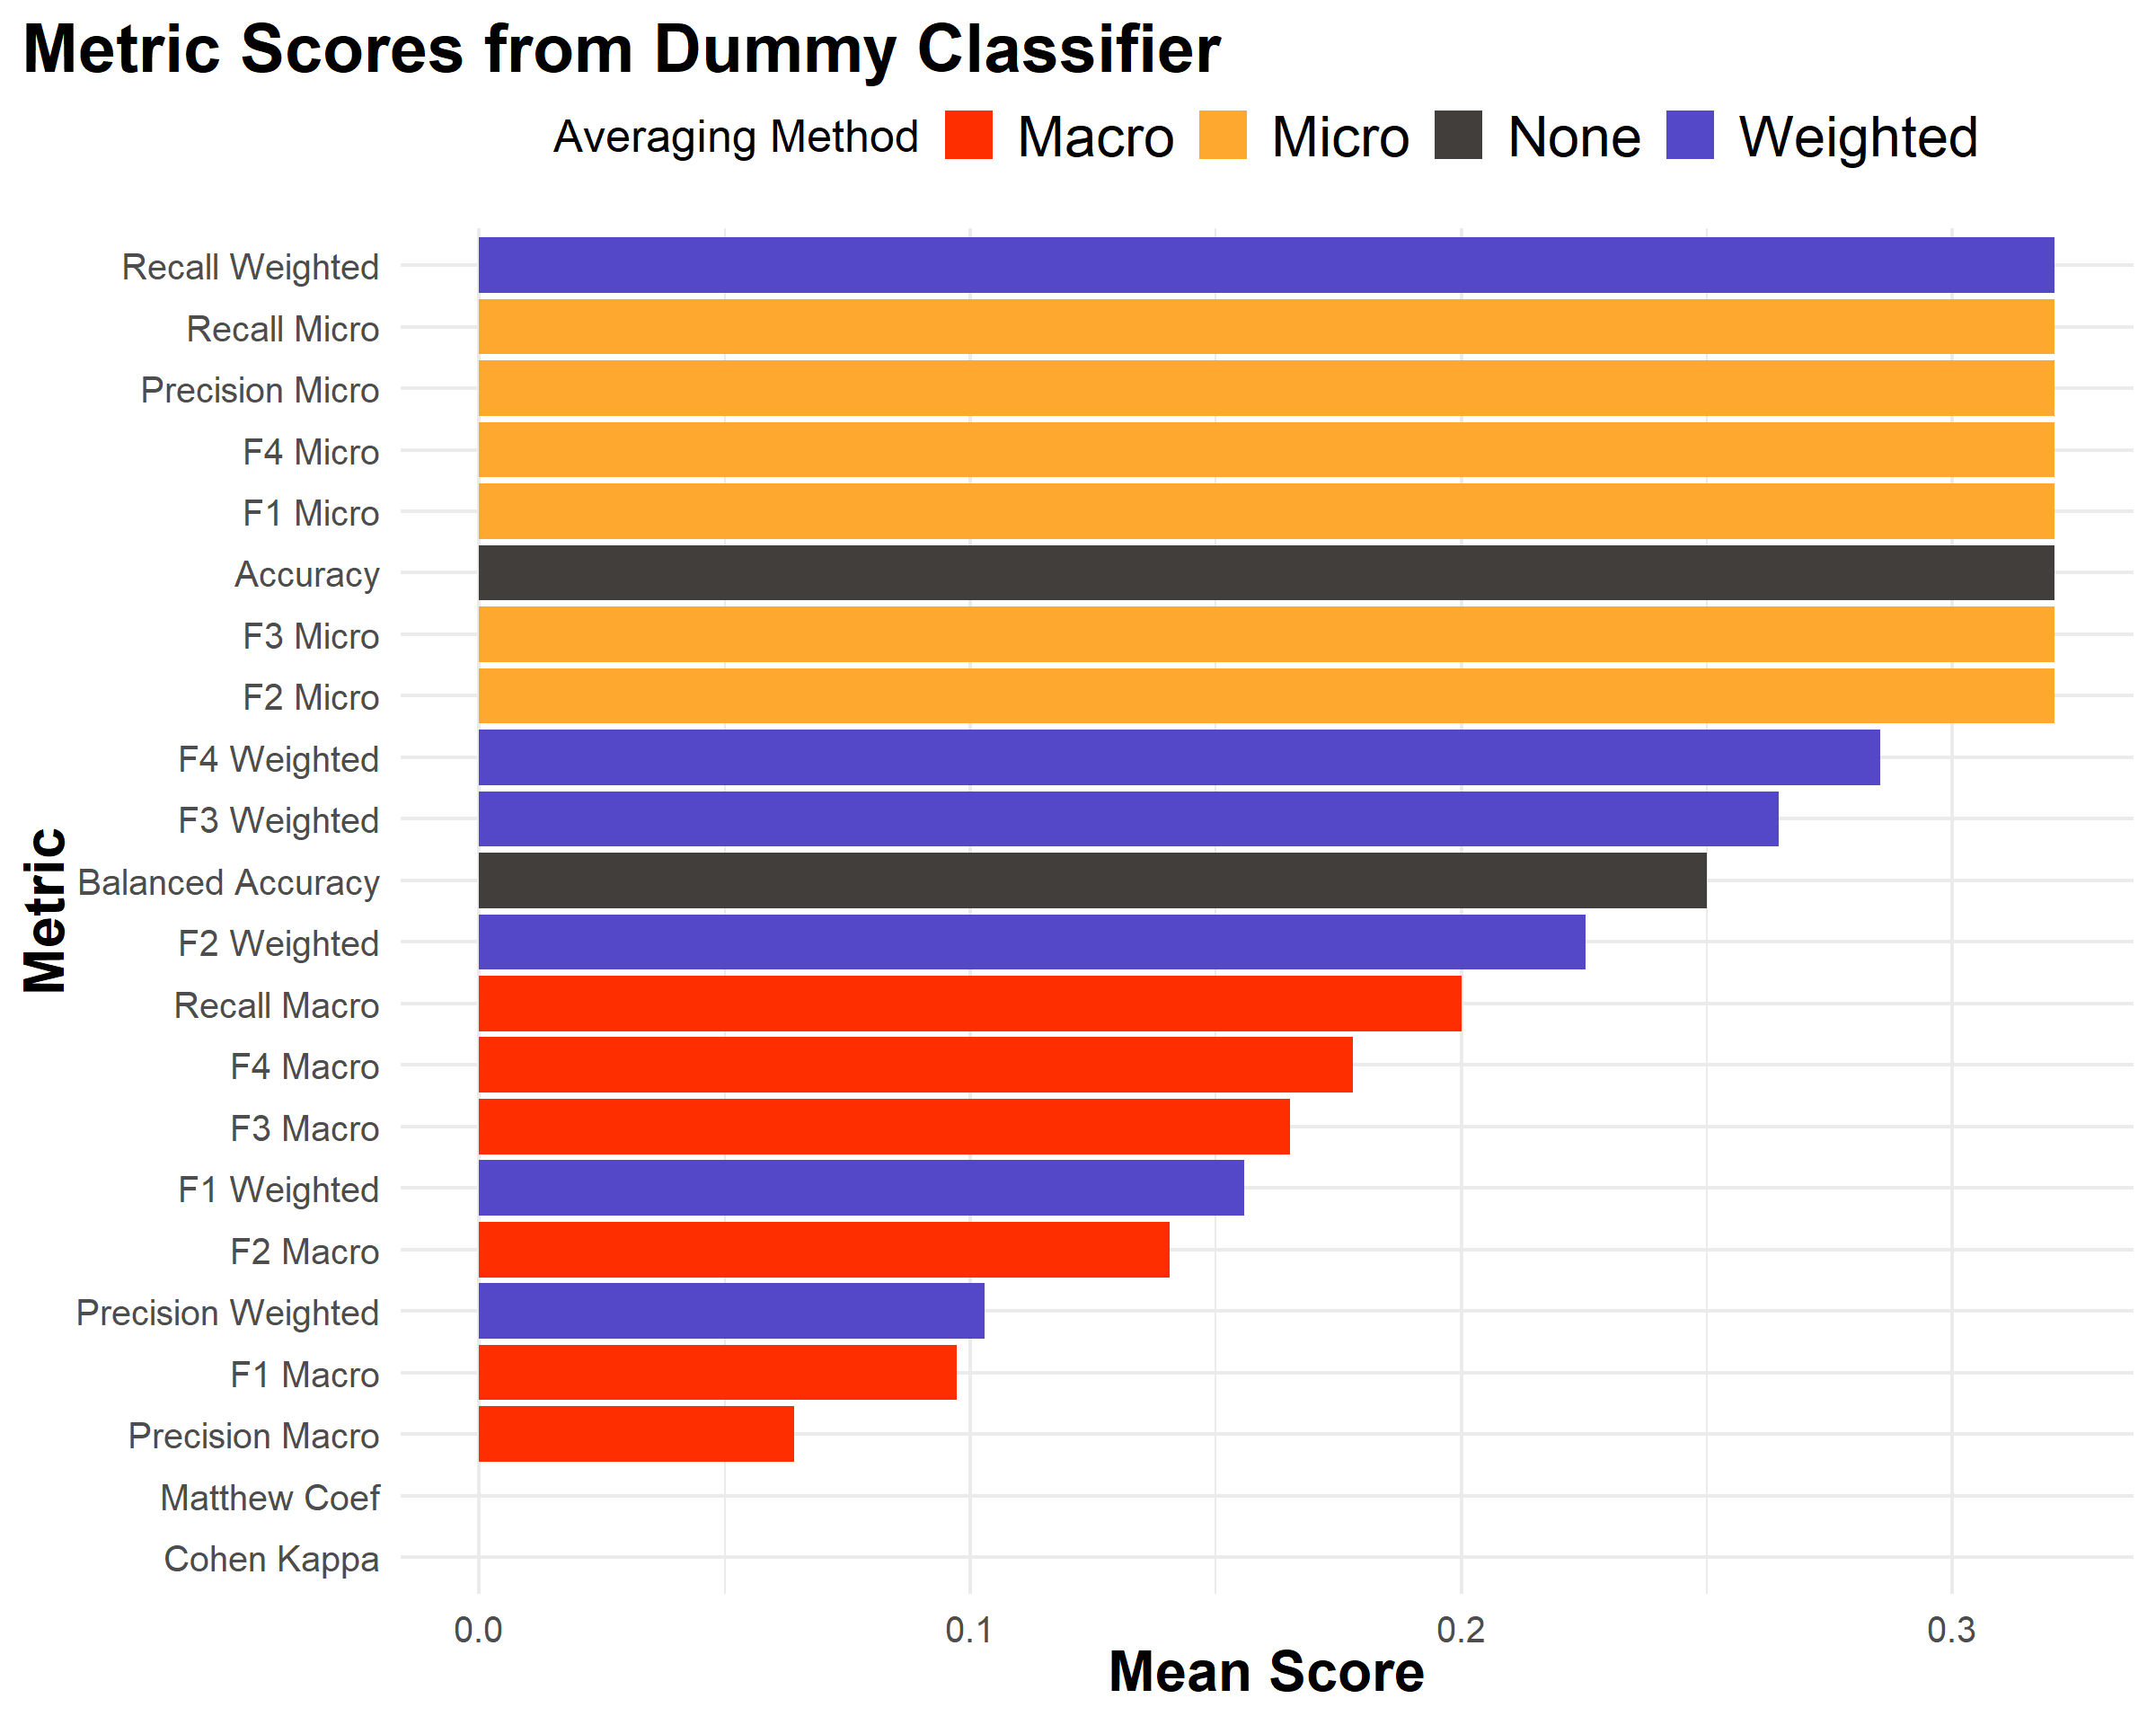 Metric Scores from Dummy Classifier
Averaging Method Macro Micro None Weighted
Recall Weighted
Recall Micro
Precision Micro
F4 Micro
F1 Micro
Accuracy
F3 Micro
F2 Micro
F4 Weighted
F3 Weighted
Balanced Accuracy
F2 Weighted
Recall Macro
F4 Macro
F3 Macro
F1 Weighted
F2 Macro
Precision Weighted
F1 Macro
Precision Macro
Matthew Coef
Cohen Kappa
Metric
0.0 0.1 0.2 0.3
Mean Score